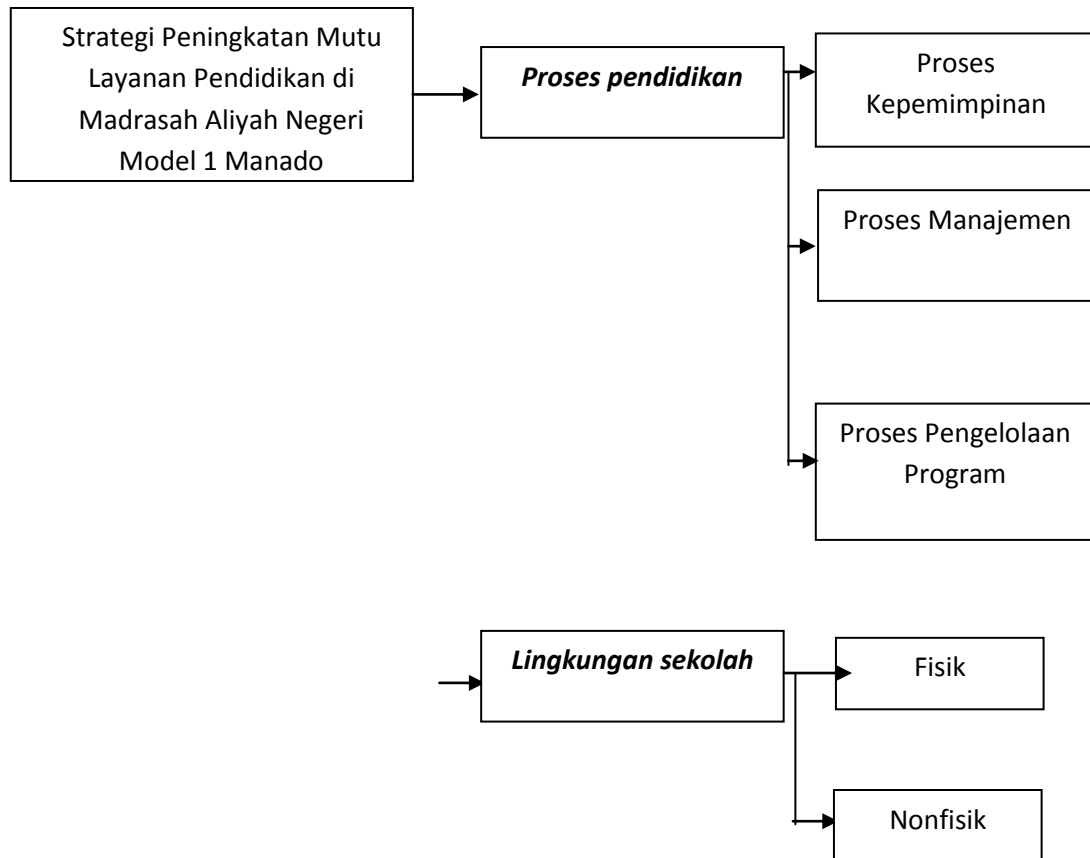 Strategi Peningkatan Mutu
Layanan Pendidikan di
Madrasah Aliyah Negeri
Model 1 Manado
Proses pendidikan
Proses
Kepemimpinan
Proses Manajemen
Proses Pengelolaan
Program
Lingkungan sekolah
Fisik
Nonfisik